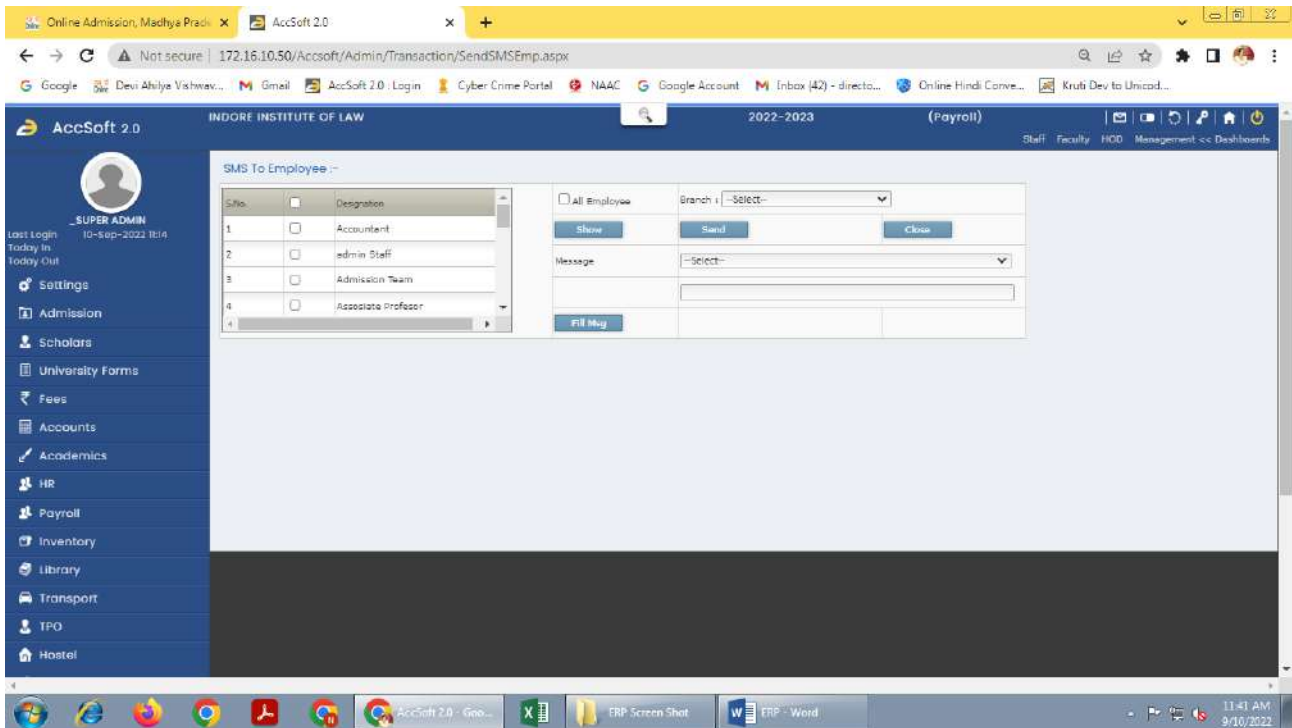 Online Admission, Madhya Prade
AccSoft 2.0
Not secure | 172.16.10.50/Accsoft/Admin/Transaction/SendSMSEmp.aspx
Google
Devi Ahilya Vishwav...
Gmail
AccSoft 2.0 : Login
Cyber Crime Portal
NAAC
Google Account
Inbox (42) - directo...
Online Hindi Conve...
Kruti Dev to Unicod...
AccSoft 2.0
INDORE INSTITUTE OF LAW
2022-2023
(Payroll)
Staff Faculty HOD Management << Dashboards
_SUPER ADMIN
Last Login 10-Sep-2022 11:14
Today In
Today Out
Settings
Admission
Scholars
University Forms
Fees
Accounts
Academics
HR
Payroll
Inventory
Library
Transport
TPO
Hostel
SMS To Employee :-
S.No. Designation
1 Accountant
2 admin Staff
3 Admission Team
4 Assosiate Profesor
All Employee
Branch : --Select--
Show
Send
Close
Message
--Select--
Fill Msg
AccSoft 2.0 - Goo...
ERP Screen Shot
ERP - Word
11:41 AM
9/10/2022